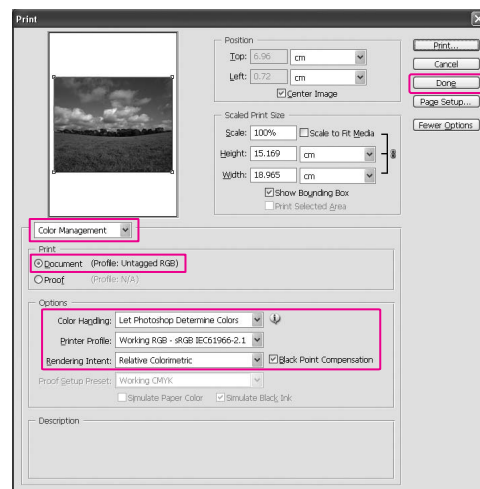 Print
Position
Top: 6.96 cm
Left: 0.72 cm
Center Image
Scaled Print Size
Scale: 100% Scale to Fit Media
Height: 15.169 cm
Width: 18.965 cm
Show Bounding Box
Print Selected Area
Print...
Cancel
Done
Page Setup...
Fewer Options
Color Management
Print
Document (Profile: Untagged RGB)
Proof (Profile: N/A)
Options
Color Handling: Let Photoshop Determine Colors
Printer Profile: Working RGB - sRGB IEC61966-2.1
Rendering Intent: Relative Colorimetric Black Point Compensation
Proof Setup Preset: Working CMYK
Simulate Paper Color Simulate Black Ink
Description